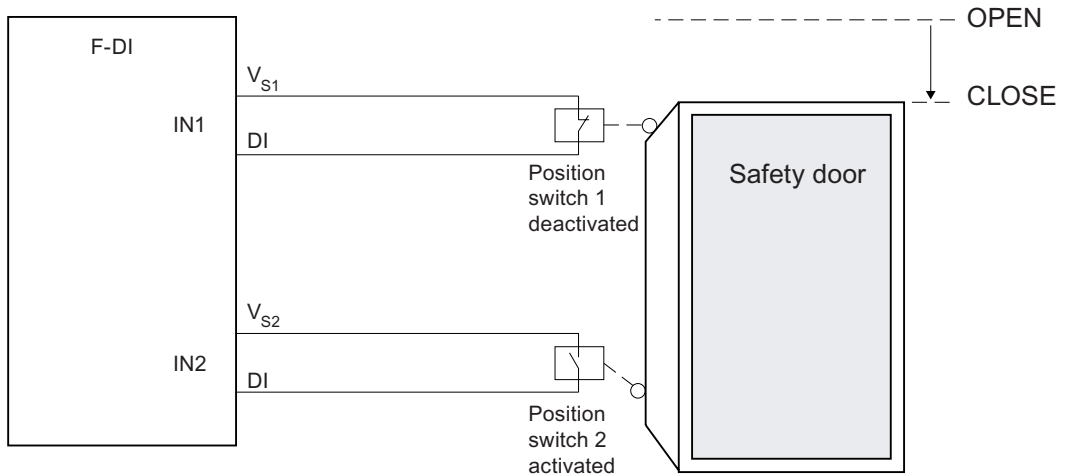 OPEN
F-DI
CLOSE
VS1
IN1
DI
Position
switch 1
deactivated
Safety door
VS2
IN2
DI
Position
switch 2
activated